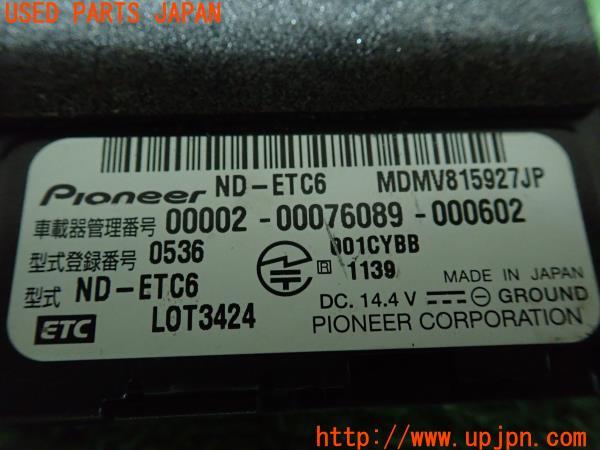 USED PARTS JAPAN
Pioneer ND-ETC6 MDMV815927JP
車載器管理番号 00002-00076089-000602
型式登録番号 0536 001CYBB
R 1139
型式 ND-ETC6 MADE IN JAPAN
DC. 14.4V GROUND
ETC LOT3424 PIONEER CORPORATION
http://www.upjpn.com/